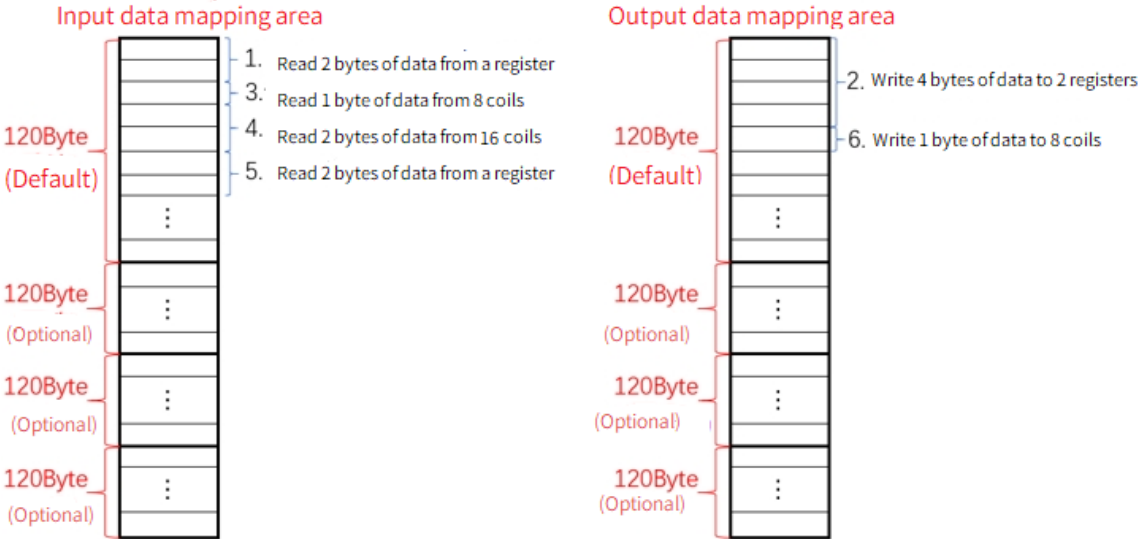 Input data mapping area
1. Read 2 bytes of data from a register
3. Read 1 byte of data from 8 coils
4. Read 2 bytes of data from 16 coils
5. Read 2 bytes of data from a register
120Byte
(Default)
120Byte
(Optional)
120Byte
(Optional)
120Byte
(Optional)
Output data mapping area
2. Write 4 bytes of data to 2 registers
6. Write 1 byte of data to 8 coils
120Byte
(Default)
120Byte
(Optional)
120Byte
(Optional)
120Byte
(Optional)